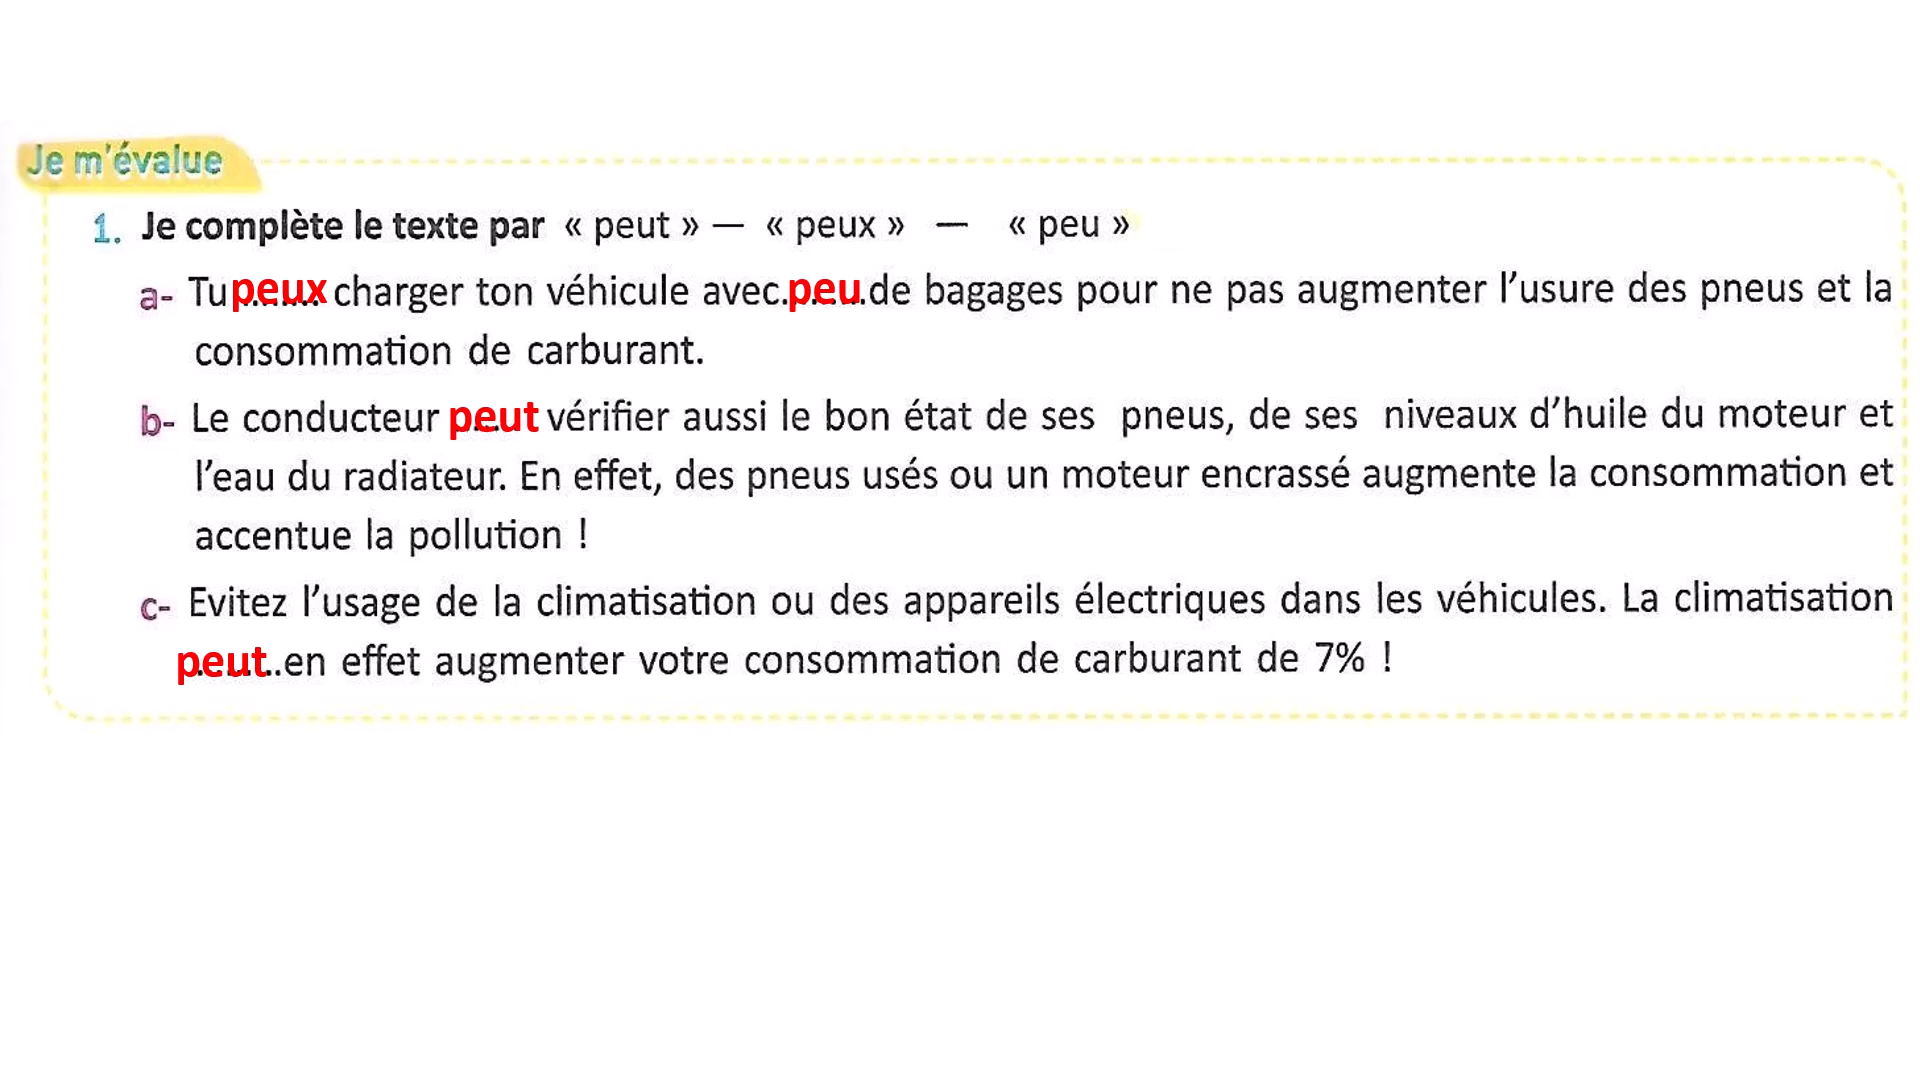 Je m'évalue
1. Je complète le texte par « peut » — « peux » — « peu »
a- Tu peux charger ton véhicule avec peu de bagages pour ne pas augmenter l'usure des pneus et la
consommation de carburant.
b- Le conducteur peut vérifier aussi le bon état de ses pneus, de ses niveaux d'huile du moteur et
l'eau du radiateur. En effet, des pneus usés ou un moteur encrassé augmente la consommation et
accentue la pollution !
c- Evitez l'usage de la climatisation ou des appareils électriques dans les véhicules. La climatisation
peut..en effet augmenter votre consommation de carburant de 7% !